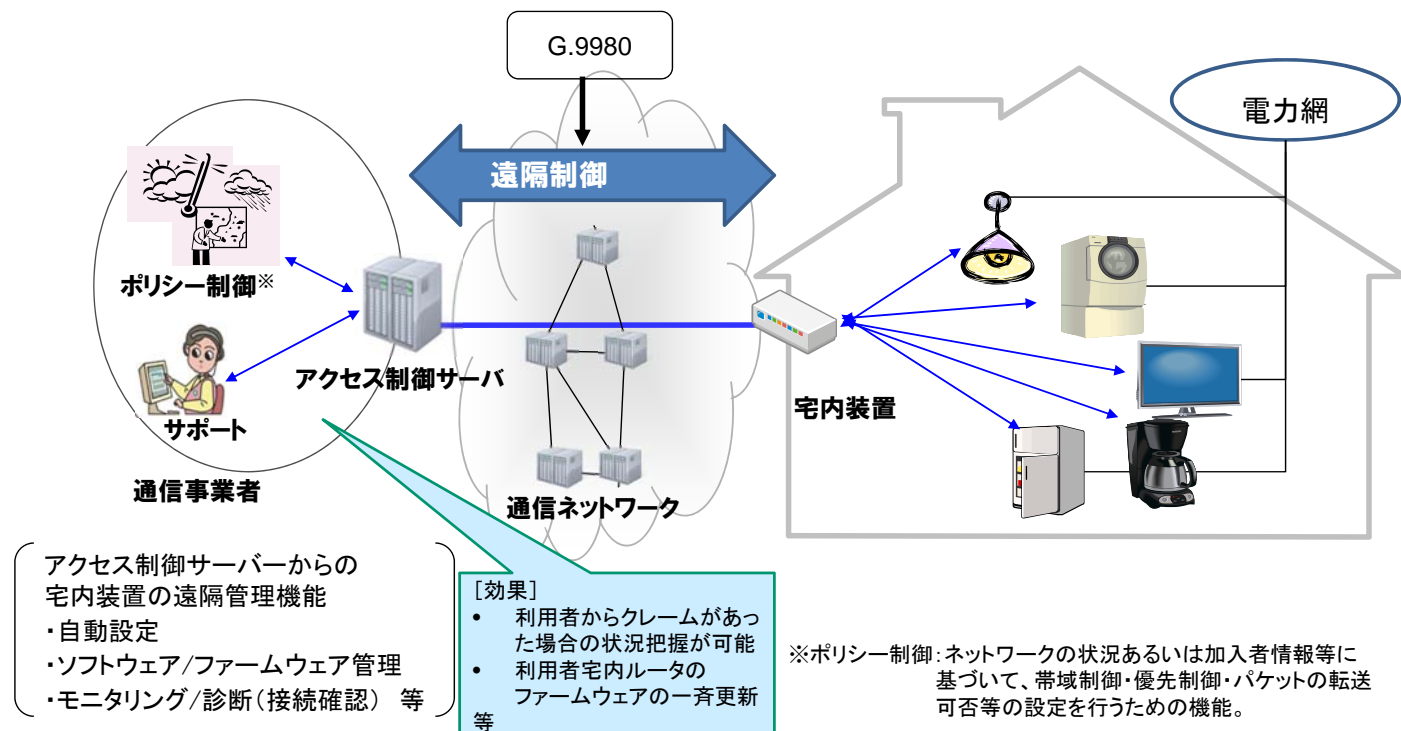 G.9980
電力網
遠隔制御
ポリシー制御※
アクセス制御サーバ
宅内装置
サポート
通信事業者
通信ネットワーク
アクセス制御サーバーからの
宅内装置の遠隔管理機能
・自動設定
・ソフトウェア/ファームウェア管理
・モニタリング/診断(接続確認) 等
[効果]
• 利用者からクレームがあっ
た場合の状況把握が可能
• 利用者宅内ルータの
ファームウェアの一斉更新
等
※ポリシー制御:ネットワークの状況あるいは加入者情報等に
基づいて、帯域制御・優先制御・パケットの転送
可否等の設定を行うための機能。